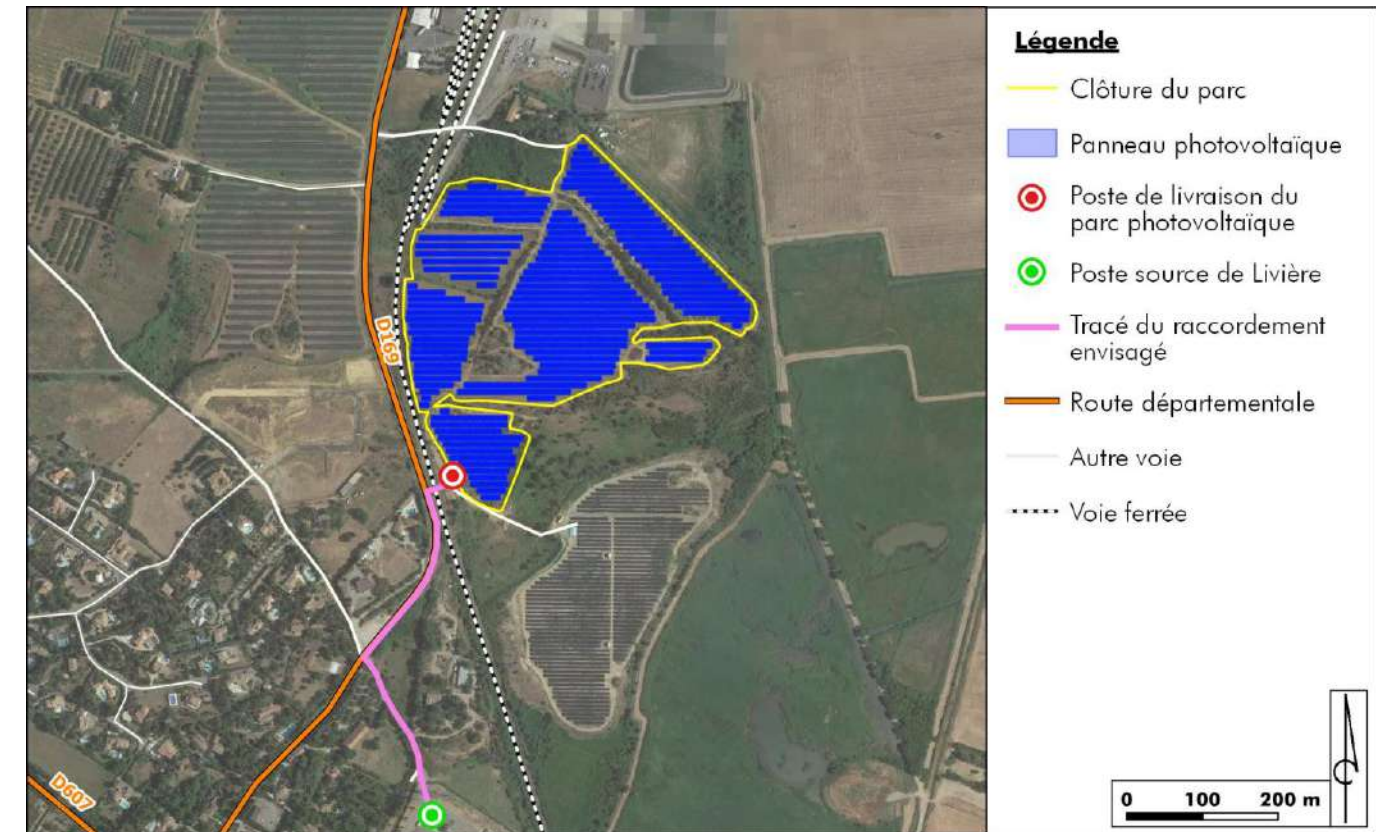 D169
D607
Légende
Clôture du parc
Panneau photovoltaïque
Poste de livraison du
parc photovoltaïque
Poste source de Livière
Tracé du raccordement
envisagé
Route départementale
Autre voie
Voie ferrée
0 100 200 m